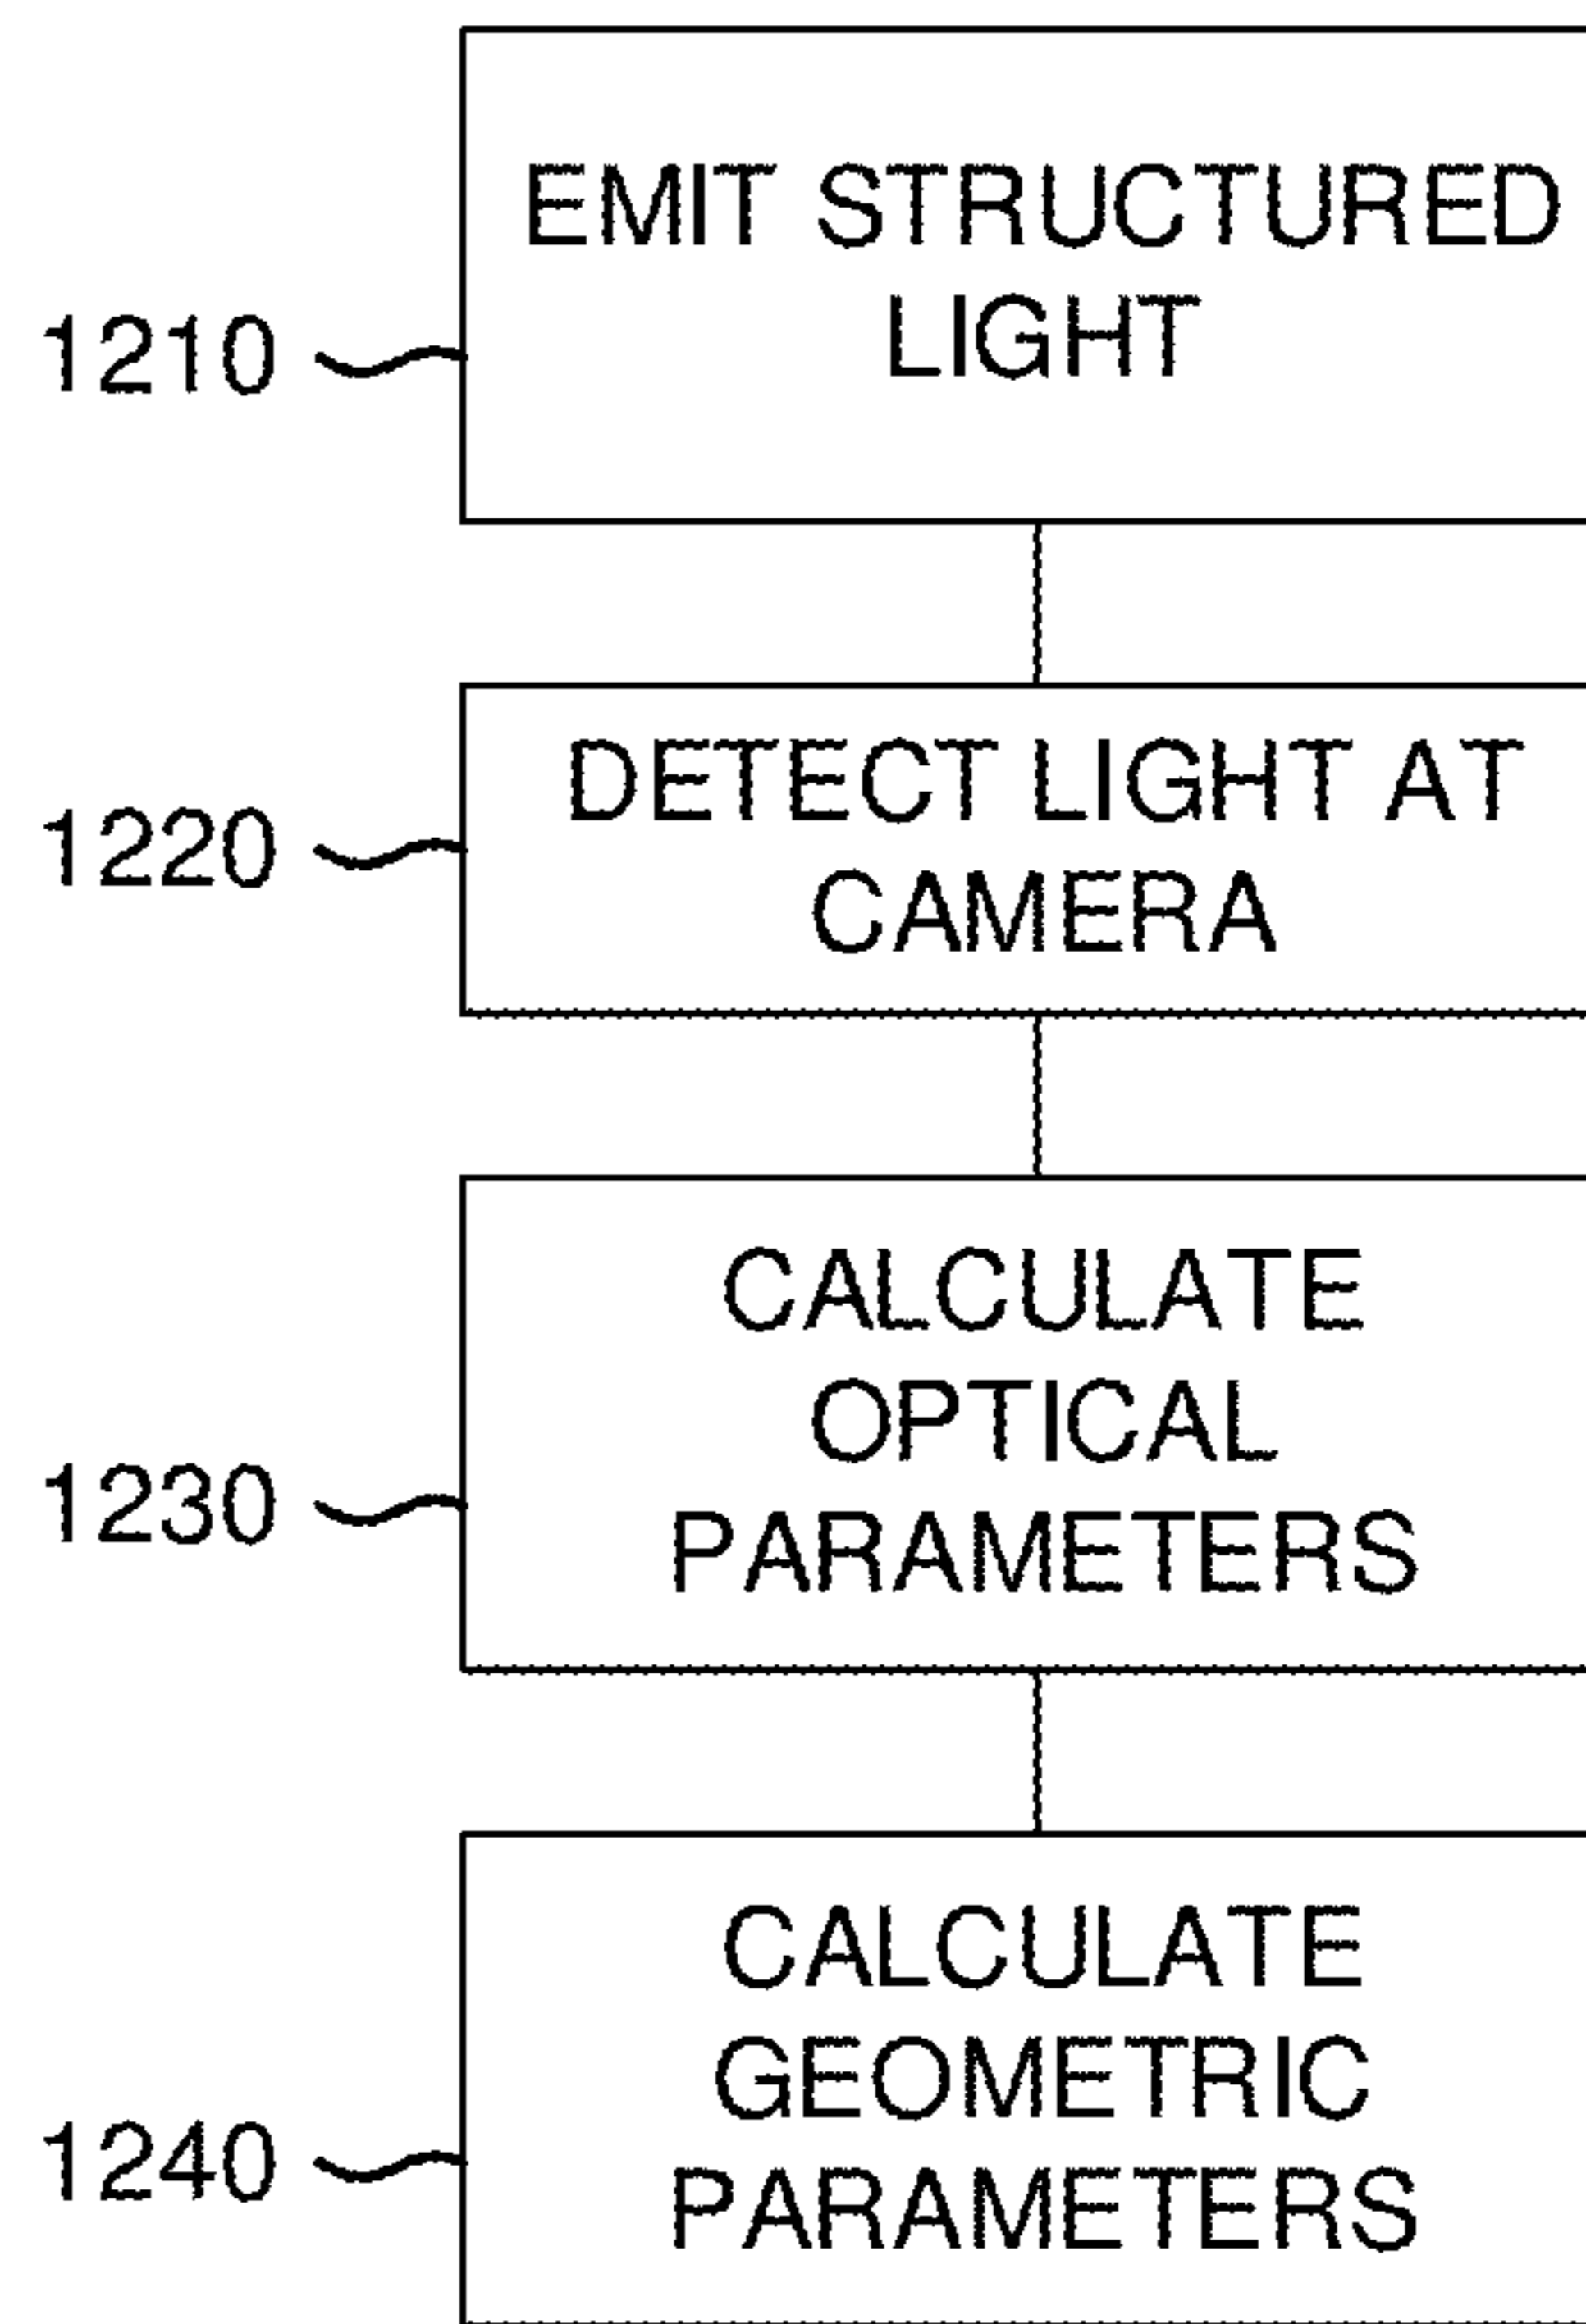 EMIT STRUCTURED
LIGHT
1210
DETECT LIGHT AT
CAMERA
1220
CALCULATE
OPTICAL
PARAMETERS
1230
CALCULATE
GEOMETRIC
PARAMETERS
1240